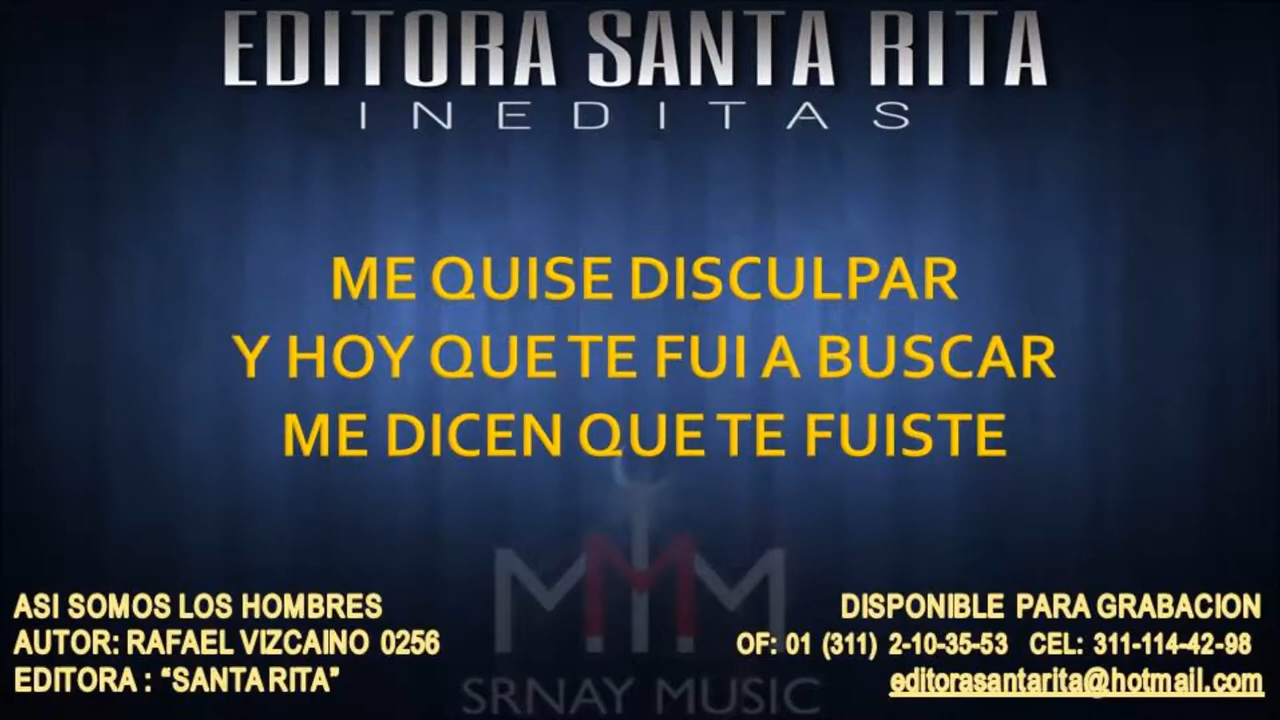 EDITORA SANTA RITA
INEDITAS
ME QUISE DISCULPAR
Y HOY QUE TE FUI A BUSCAR
ME DICEN QUE TE FUISTE
MMM
SRNAY MUSIC
ASI SOMOS LOS HOMBRES
AUTOR: RAFAEL VIZCAINO 0256
EDITORA : “SANTA RITA”
DISPONIBLE PARA GRABACION
OF: 01 (311) 2-10-35-53 CEL: 311-114-42-98
editorasantarita@hotmail.com